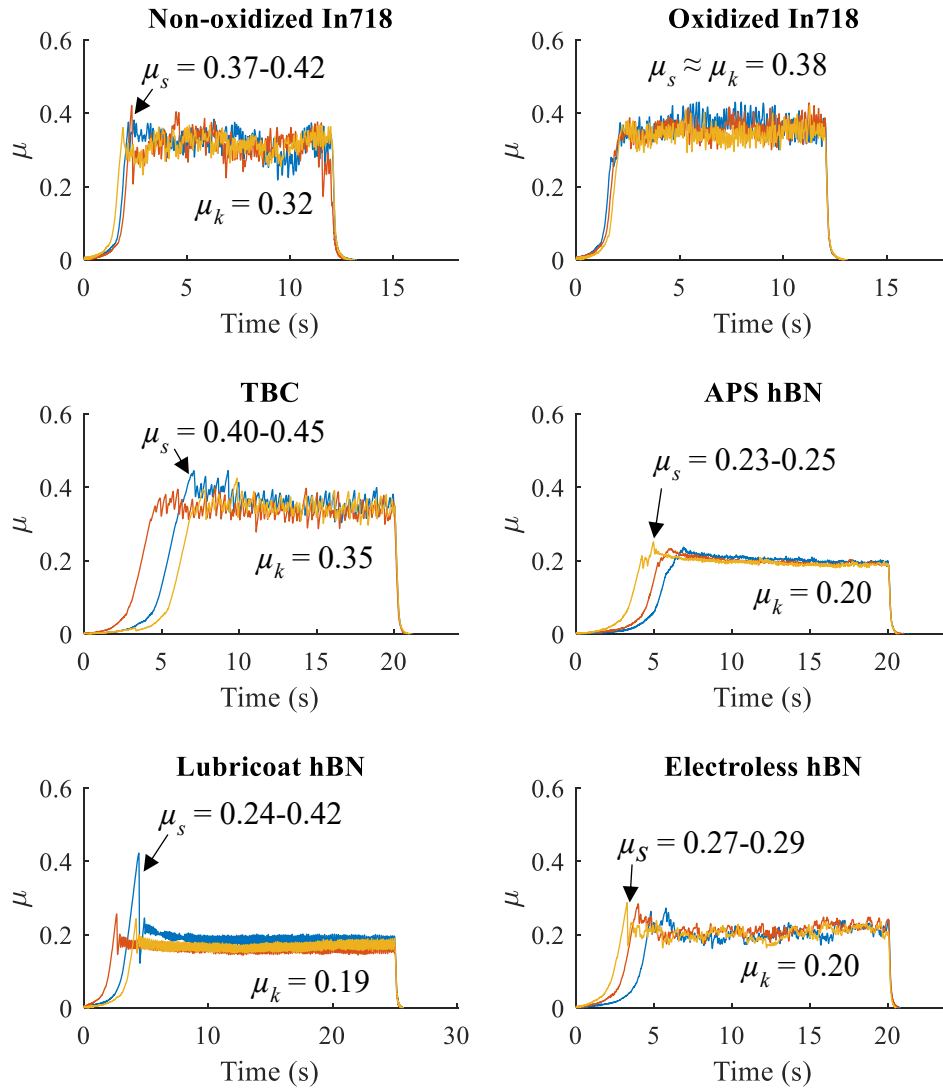 Non-oxidized In718
0.6
0.4
0.2
0
μ
μs = 0.37-0.42
μk = 0.32
0 5 10 15
Time (s)
Oxidized In718
0.6
0.4
0.2
0
μ
μs ≈ μk = 0.38
0 5 10 15
Time (s)
TBC
0.6
0.4
0.2
0
μ
μs = 0.40-0.45
μk = 0.35
0 5 10 15 20
Time (s)
APS hBN
0.6
0.4
0.2
0
μ
μs = 0.23-0.25
μk = 0.20
0 5 10 15 20
Time (s)
Lubricoat hBN
0.6
0.4
0.2
0
μ
μs = 0.24-0.42
μk = 0.19
0 10 20 30
Time (s)
Electroless hBN
0.6
0.4
0.2
0
μ
μs = 0.27-0.29
μk = 0.20
0 5 10 15 20
Time (s)